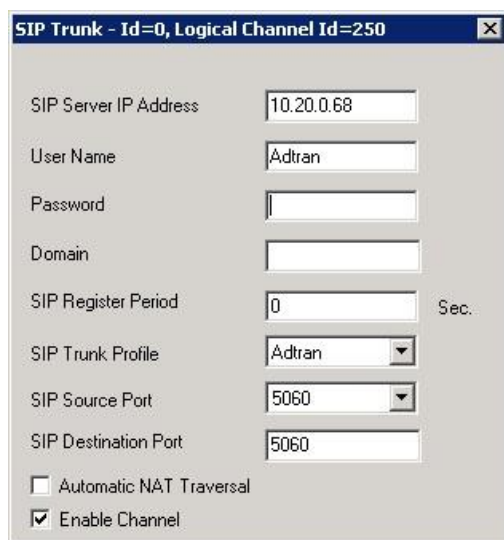 SIP Trunk - Id=0, Logical Channel Id=250
SIP Server IP Address 10.20.0.68
User Name Adtran
Password
Domain
SIP Register Period 0 Sec.
SIP Trunk Profile Adtran
SIP Source Port 5060
SIP Destination Port 5060
Automatic NAT Traversal
Enable Channel